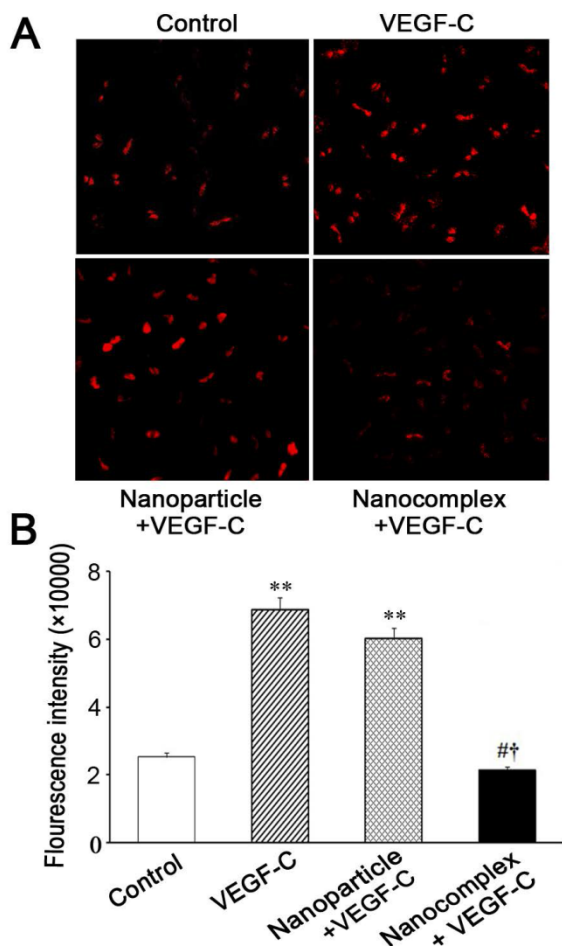 A
Control
VEGF-C
Nanoparticle
+VEGF-C
Nanocomplex
+VEGF-C
B
Flourescence intensity (×10000)
8
6
4
2
0
**
**
#†
Control
VEGF-C
Nanoparticle
+VEGF-C
Nanocomplex
+ VEGF-C